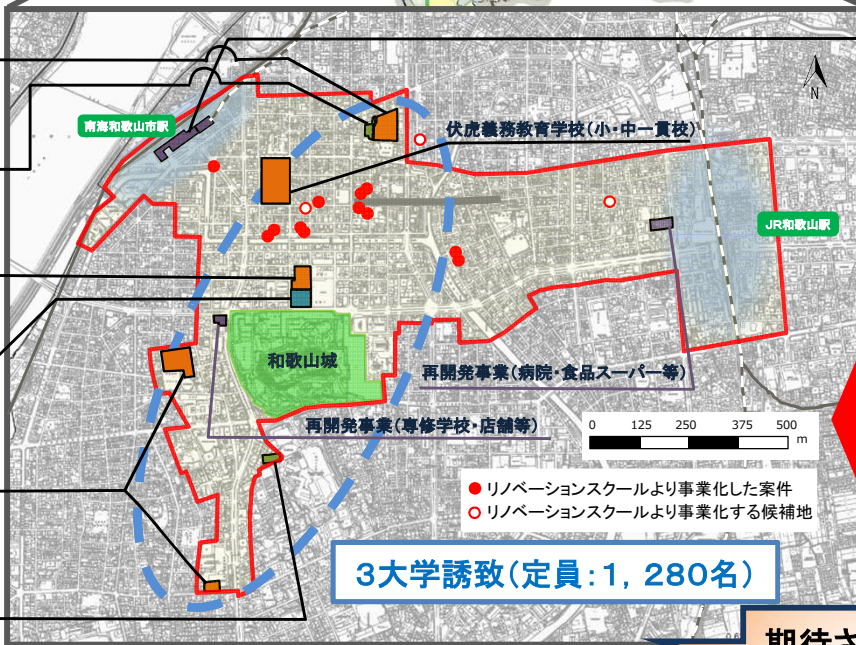 N
南海和歌山市駅
伏虎義務教育学校(小・中一貫校)
JR和歌山駅
和歌山城
再開発事業(病院・食品スーパー等)
再開発事業(専修学校・店舗等)
0 125 250 375 500
m
● リノベーションスクールより事業化した案件
○ リノベーションスクールより事業化する候補地
3大学誘致(定員:1,280名)
期待さ